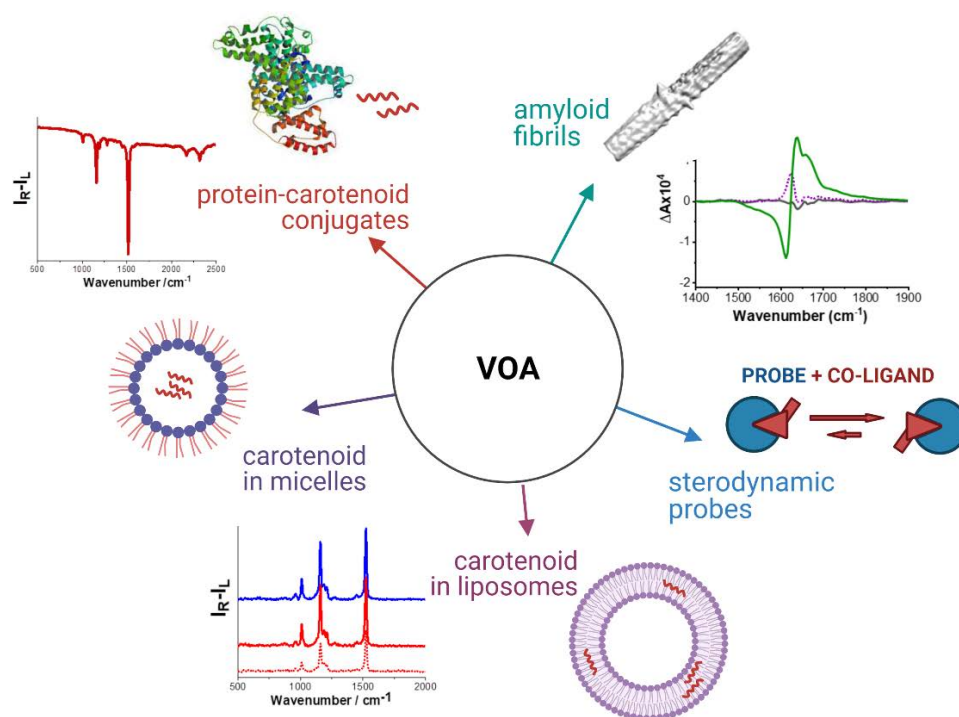 amyloid
fibrils
I_R-I_L
500 1000 1500 2000 2500
Wavenumber /cm⁻¹
protein-carotenoid
conjugates
ΔAx10⁴
1
0
-1
-2
1400 1500 1600 1700 1800 1900
Wavenumber (cm⁻¹)
VOA
PROBE + CO-LIGAND
carotenoid
in micelles
sterodynamic
probes
carotenoid
in liposomes
I_R-I_L
500 1000 1500 2000
Wavenumber / cm⁻¹